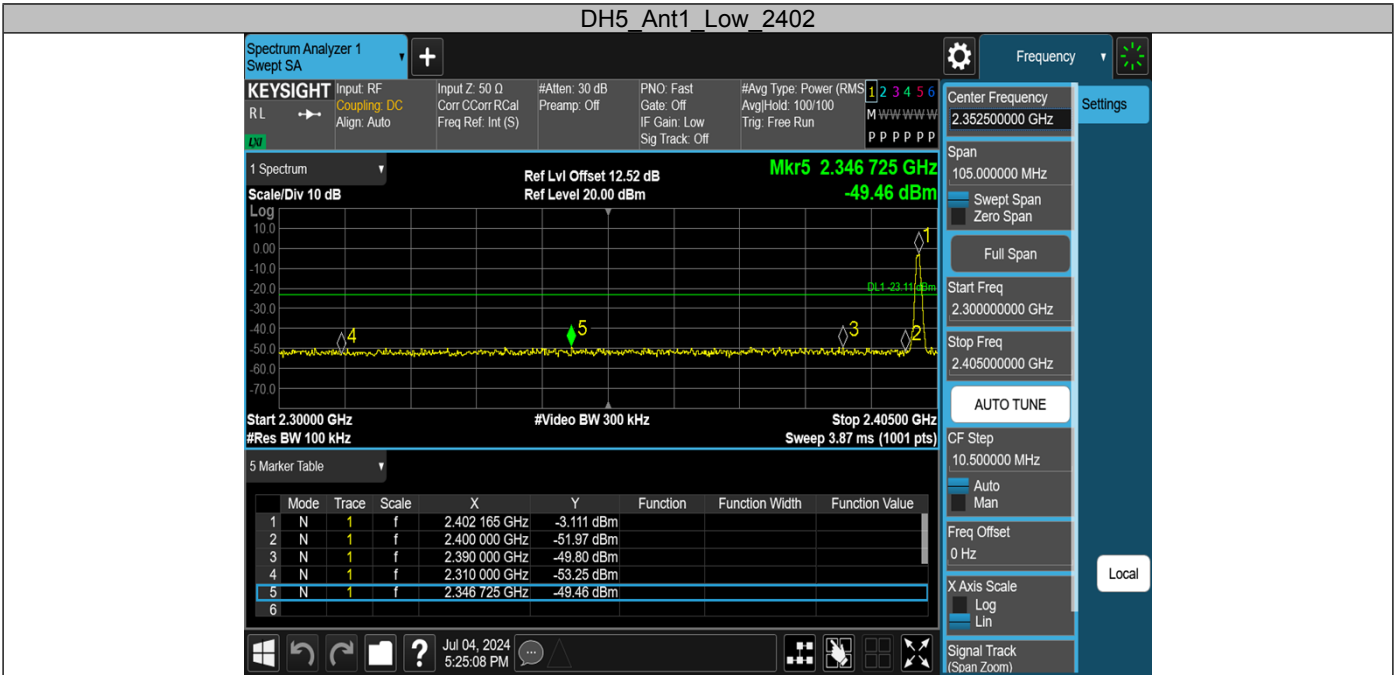 DH5_Ant1_Low_2402
Spectrum Analyzer 1
Swept SA
+
Frequency
KEYSIGHT
RL
LXI
Input: RF
Coupling: DC
Align: Auto
Input Z: 50 Ω
Corr CCorr RCal
Freq Ref: Int (S)
#Atten: 30 dB
Preamp: Off
PNO: Fast
Gate: Off
IF Gain: Low
Sig Track: Off
#Avg Type: Power (RMS
Avg|Hold: 100/100
Trig: Free Run
1 2 3 4 5 6
M W W W W W
P P P P P P
1 Spectrum
Scale/Div 10 dB
Ref Lvl Offset 12.52 dB
Ref Level 20.00 dBm
Mkr5 2.346 725 GHz
-49.46 dBm
Log
10.0
0.00
-10.0
-20.0
-30.0
-40.0
-50.0
-60.0
-70.0
1
DL1 -23.11 dBm
4
5
3
2
Start 2.30000 GHz
#Video BW 300 kHz
Stop 2.40500 GHz
#Res BW 100 kHz
Sweep 3.87 ms (1001 pts)
5 Marker Table
Mode Trace Scale X Y Function Function Width Function Value
1 N 1 f 2.402 165 GHz -3.111 dBm
2 N 1 f 2.400 000 GHz -51.97 dBm
3 N 1 f 2.390 000 GHz -49.80 dBm
4 N 1 f 2.310 000 GHz -53.25 dBm
5 N 1 f 2.346 725 GHz -49.46 dBm
6
?
Jul 04, 2024
5:25:08 PM
Center Frequency
2.352500000 GHz
Settings
Span
105.000000 MHz
Swept Span
Zero Span
Full Span
Start Freq
2.300000000 GHz
Stop Freq
2.405000000 GHz
AUTO TUNE
CF Step
10.500000 MHz
Auto
Man
Freq Offset
0 Hz
Local
X Axis Scale
Log
Lin
Signal Track
(Span Zoom)